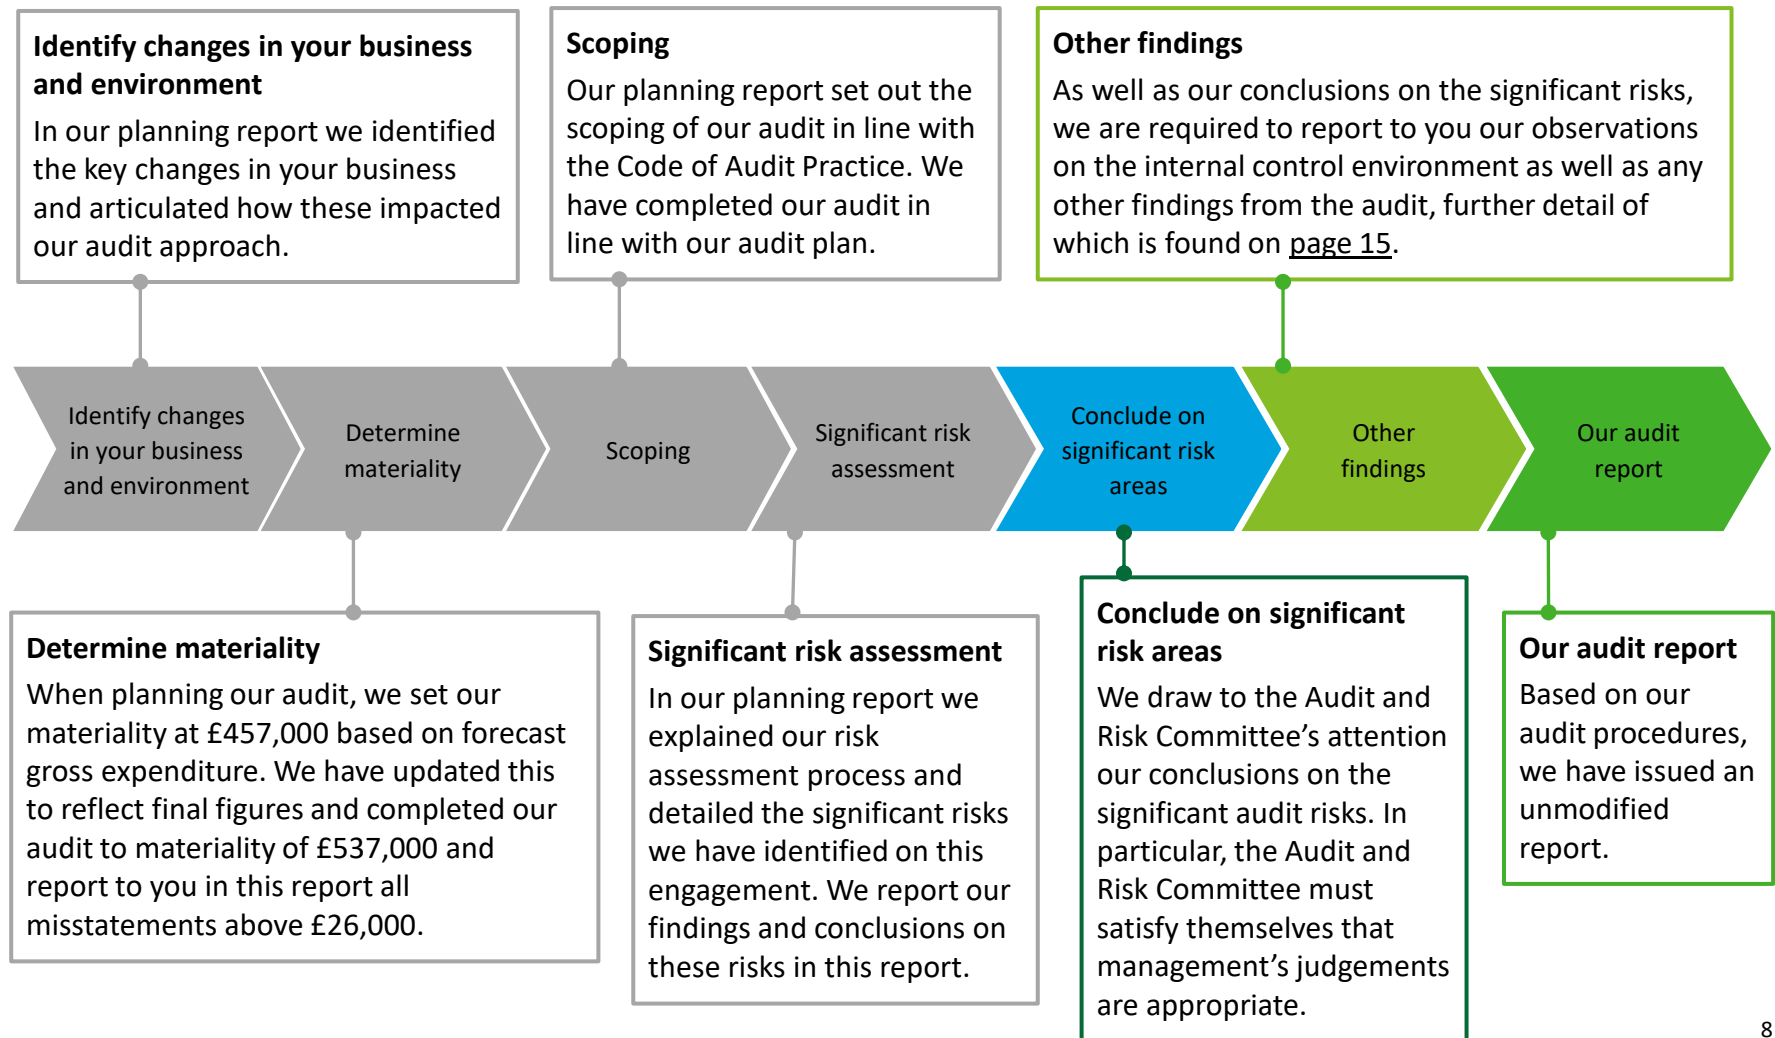 Identify changes in your business
and environment
In our planning report we identified
the key changes in your business
and articulated how these impacted
our audit approach.
Scoping
Our planning report set out the
scoping of our audit in line with
the Code of Audit Practice. We
have completed our audit in
line with our audit plan.
Other findings
As well as our conclusions on the significant risks,
we are required to report to you our observations
on the internal control environment as well as any
other findings from the audit, further detail of
which is found on page 15.
Identify changes
in your business
and environment
Determine
materiality
Scoping
Significant risk
assessment
Conclude on
significant risk
areas
Other
findings
Our audit
report
Determine materiality
When planning our audit, we set our
materiality at £457,000 based on forecast
gross expenditure. We have updated this
to reflect final figures and completed our
audit to materiality of £537,000 and
report to you in this report all
misstatements above £26,000.
Significant risk assessment
In our planning report we
explained our risk
assessment process and
detailed the significant risks
we have identified on this
engagement. We report our
findings and conclusions on
these risks in this report.
Conclude on significant
risk areas
We draw to the Audit and
Risk Committee’s attention
our conclusions on the
significant audit risks. In
particular, the Audit and
Risk Committee must
satisfy themselves that
management’s judgements
are appropriate.
Our audit report
Based on our
audit procedures,
we have issued an
unmodified
report.
8